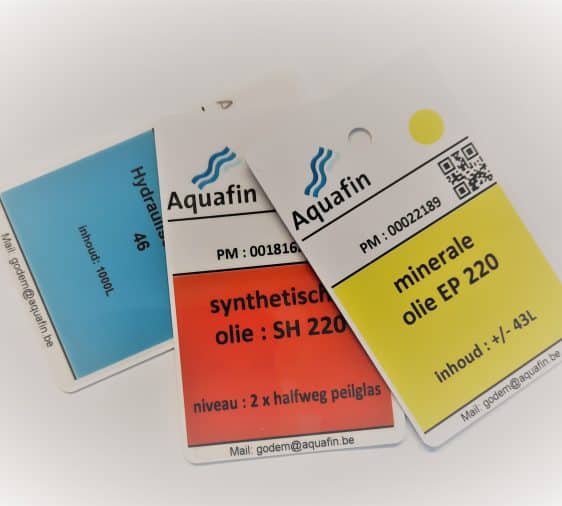 Hydraulis
46
inhoud: 1000L
Mail: godem@aquafin.be
Aquafin
PM : 001816
synthetisch
olie : SH 220
niveau : 2 x halfweg peilglas
Mail: godem@aquafin.be
Aquafin
PM : 00022189
minerale
olie EP 220
inhoud : +/- 43L
Mail: godem@aquafin.be